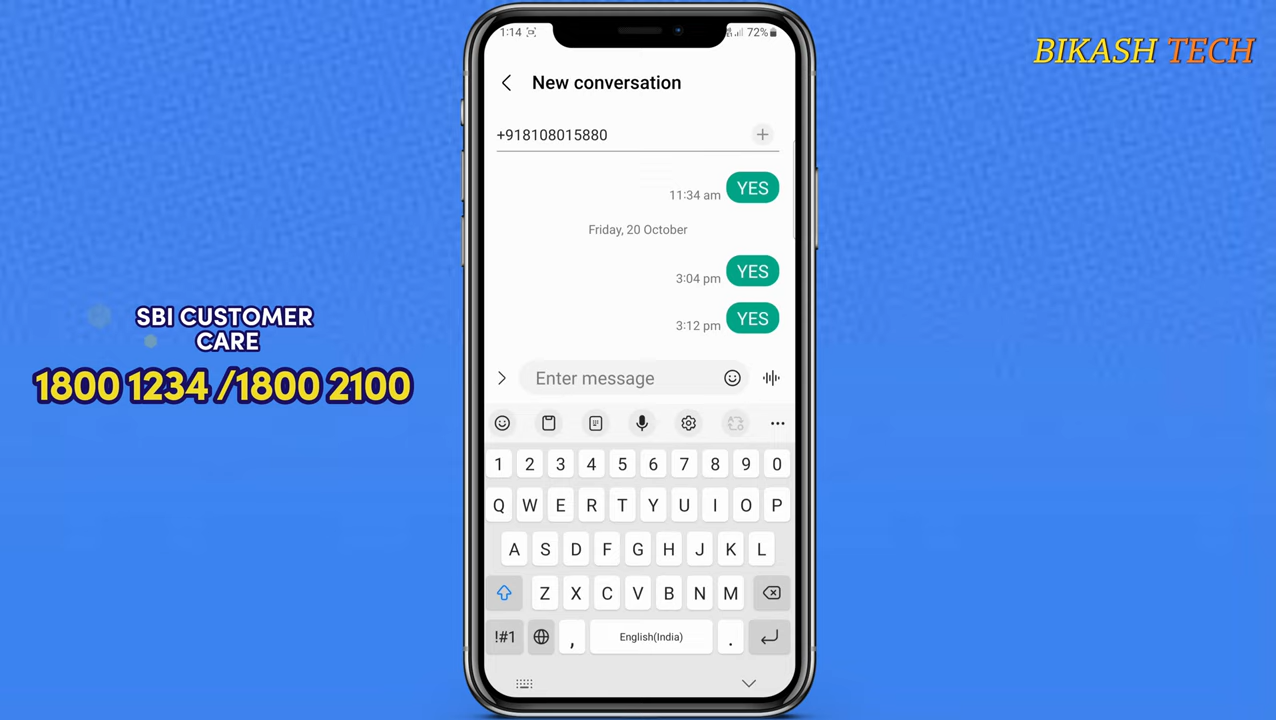 BIKASH TECH
1:14
72%
New conversation
+918108015880
11:34 am YES
Friday, 20 October
3:04 pm YES
3:12 pm YES
SBI CUSTOMER
CARE
1800 1234 /1800 2100
Enter message
1 2 3 4 5 6 7 8 9 0
Q W E R T Y U I O P
A S D F G H J K L
Z X C V B N M
!#1 , English(India) .